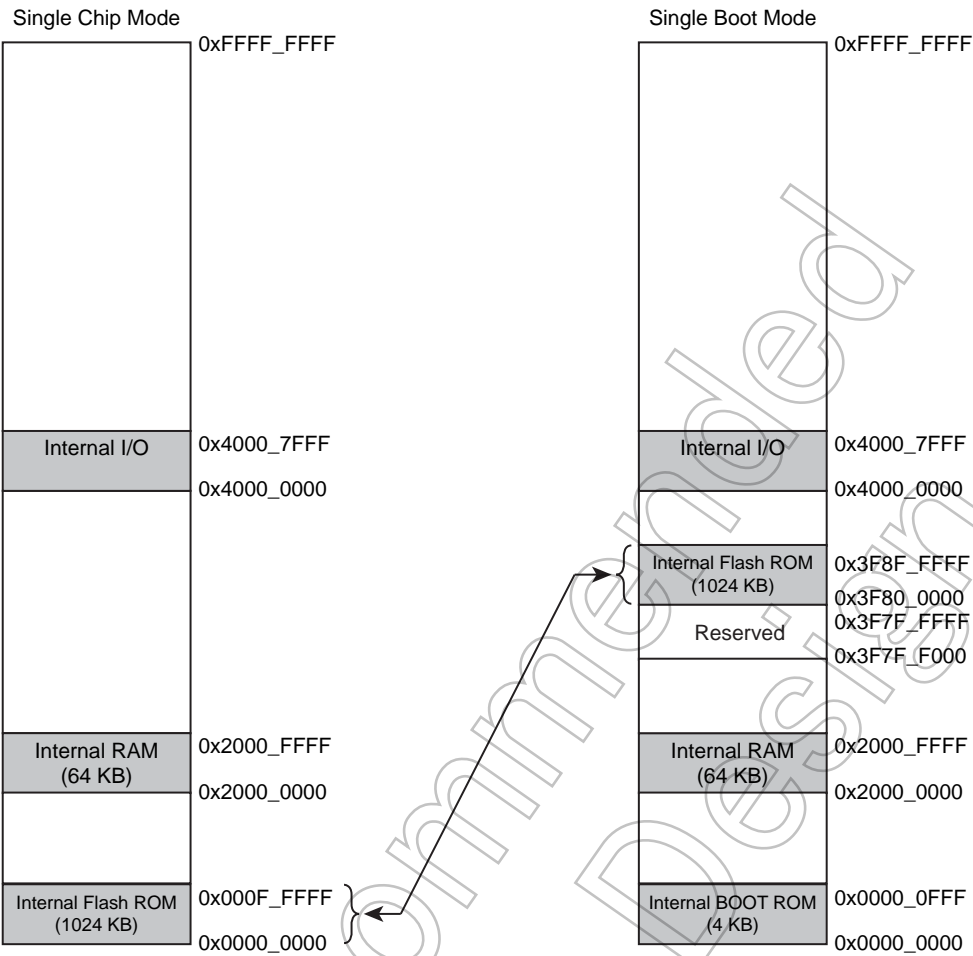 Single Chip Mode
0xFFFF_FFFF
Internal I/O
0x4000_7FFF
0x4000_0000
Internal RAM
(64 KB)
0x2000_FFFF
0x2000_0000
Internal Flash ROM
(1024 KB)
0x000F_FFFF
0x0000_0000
Single Boot Mode
0xFFFF_FFFF
Internal I/O
0x4000_7FFF
0x4000_0000
Internal Flash ROM
(1024 KB)
0x3F8F_FFFF
0x3F80_0000
Reserved
0x3F7F_FFFF
0x3F7F_F000
Internal RAM
(64 KB)
0x2000_FFFF
0x2000_0000
Internal BOOT ROM
(4 KB)
0x0000_0FFF
0x0000_0000
ommended
Design